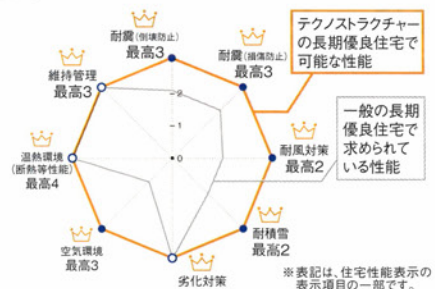 耐震(倒壊防止)
最高3
耐震(損傷防止)
最高3
テクノストラクチャー
の長期優良住宅で
可能な性能
維持管理
最高3
2
1
0
一般の長期
優良住宅で
求められて
いる性能
温熱環境
(断熱等性能)
最高4
耐風対策
最高2
空気環境
最高3
耐積雪
最高2
劣化対策
※表記は、住宅性能表示の
表示項目の一部です。